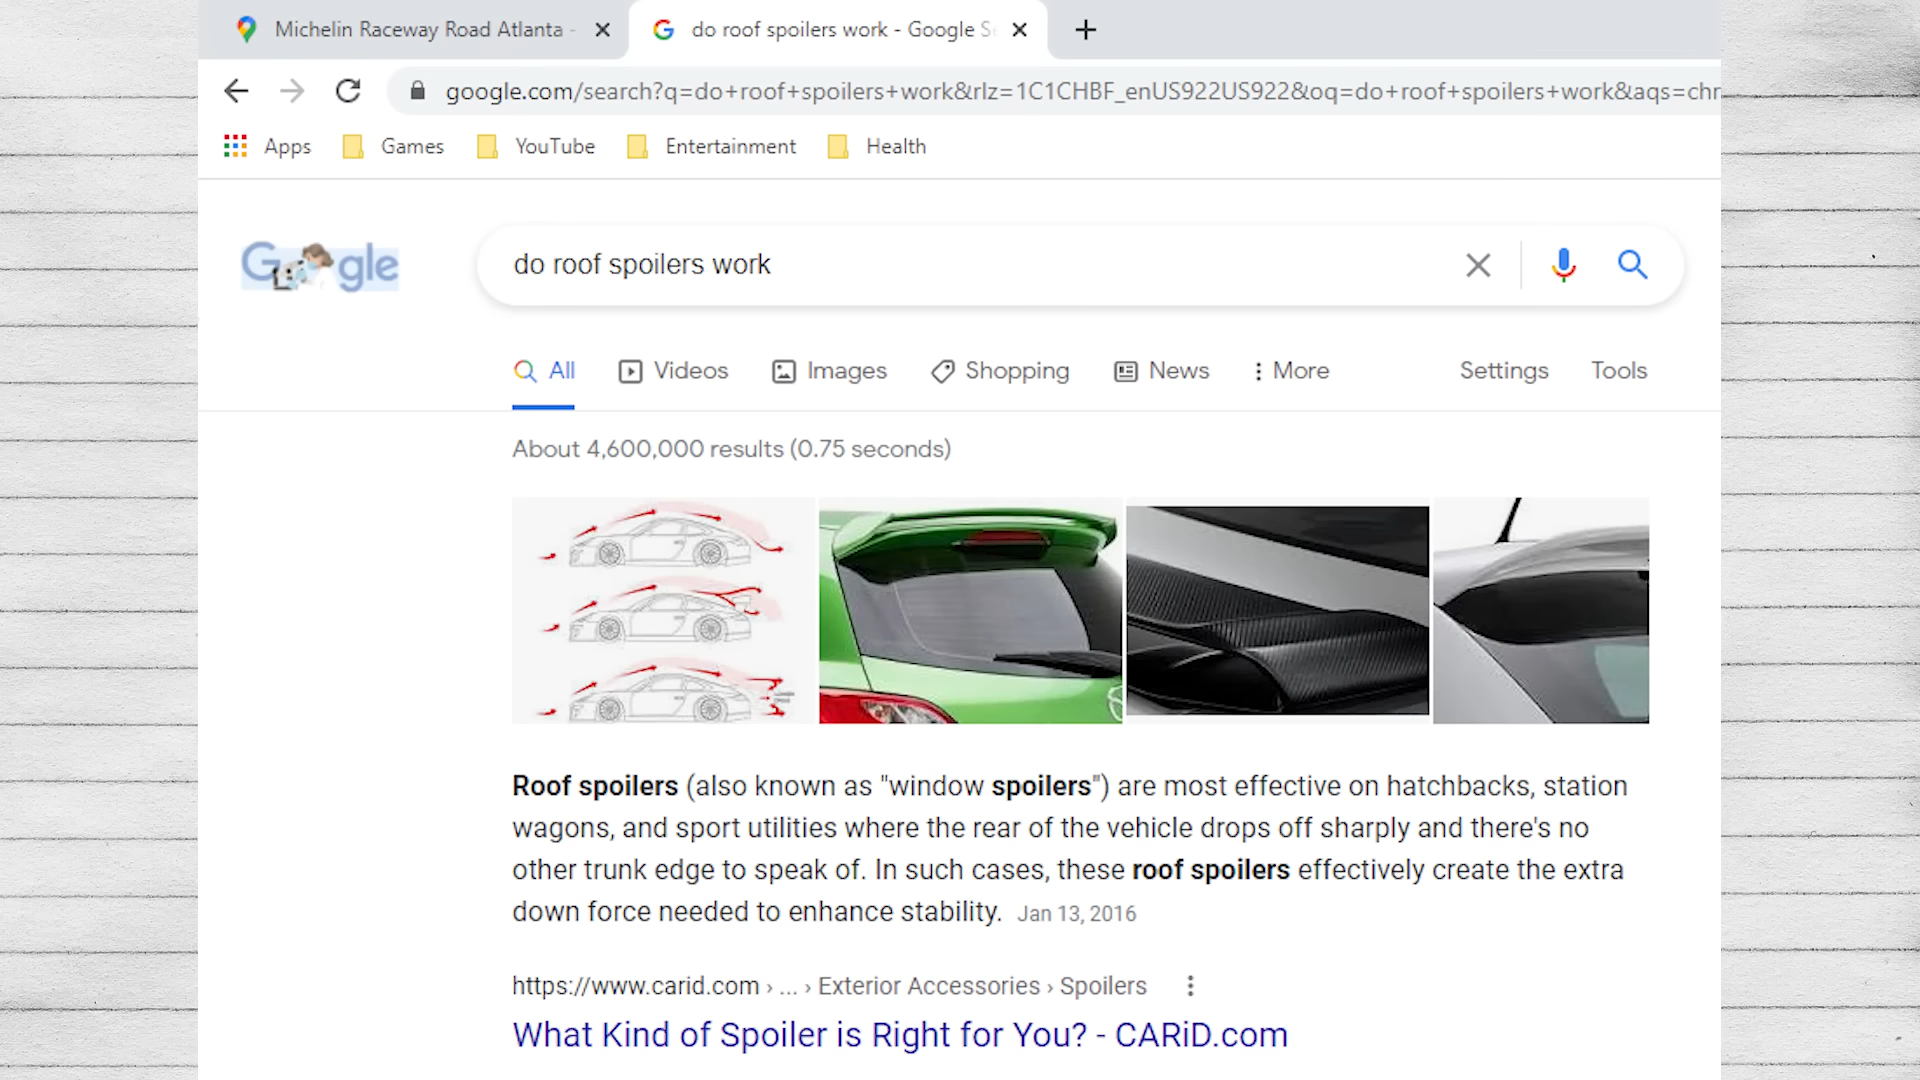 Michelin Raceway Road Atlanta -
do roof spoilers work - Google S
google.com/search?q=do+roof+spoilers+work&rlz=1C1CHBF_enUS922US922&oq=do+roof+spoilers+work&aqs=chr
Apps Games YouTube Entertainment Health
Google
do roof spoilers work
All Videos Images Shopping News More Settings Tools
About 4,600,000 results (0.75 seconds)
Roof spoilers (also known as "window spoilers") are most effective on hatchbacks, station
wagons, and sport utilities where the rear of the vehicle drops off sharply and there's no
other trunk edge to speak of. In such cases, these roof spoilers effectively create the extra
down force needed to enhance stability. Jan 13, 2016
https://www.carid.com › ... › Exterior Accessories › Spoilers
What Kind of Spoiler is Right for You? - CARiD.com